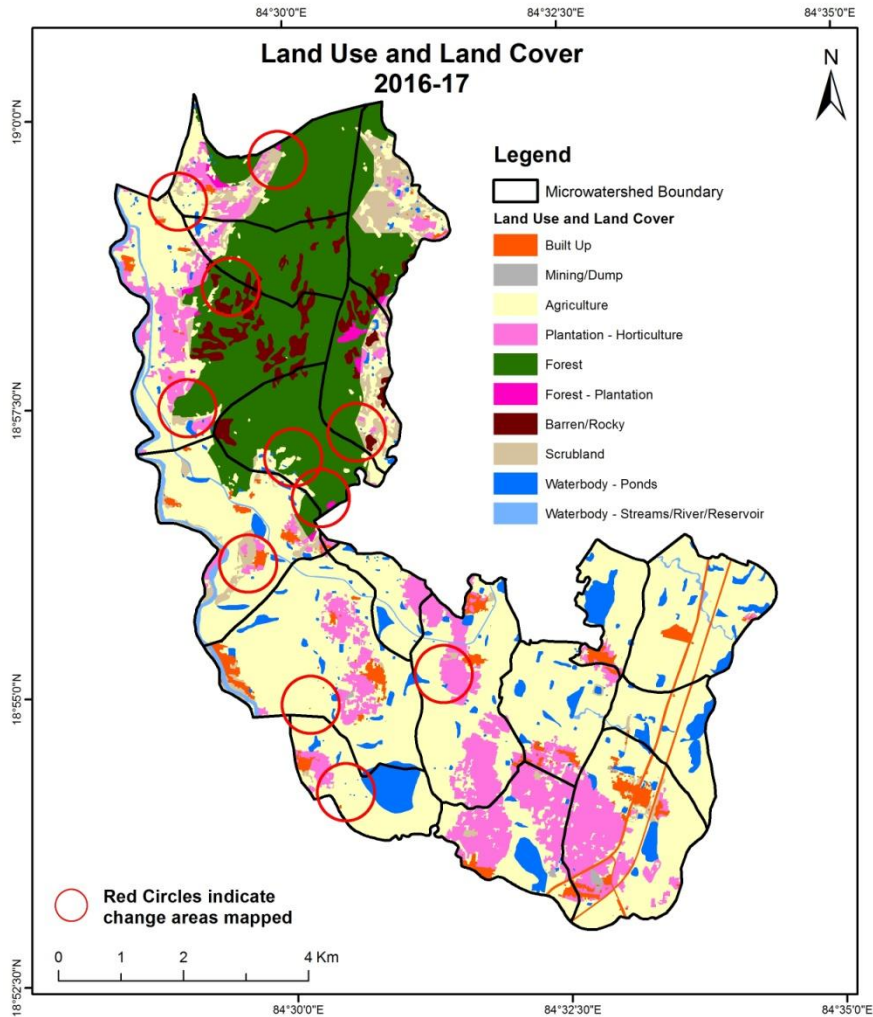 84°30'0"E 84°32'30"E 84°35'0"E
Land Use and Land Cover
2016-17
N
19°0'0"N
Legend
Microwatershed Boundary
Land Use and Land Cover
Built Up
Mining/Dump
Agriculture
Plantation - Horticulture
Forest
Forest - Plantation
Barren/Rocky
Scrubland
Waterbody - Ponds
Waterbody - Streams/River/Reservoir
18°57'30"N
18°55'0"N
Red Circles indicate
change areas mapped
0 1 2 4 Km
18°52'30"N
84°30'0"E 84°32'30"E 84°35'0"E